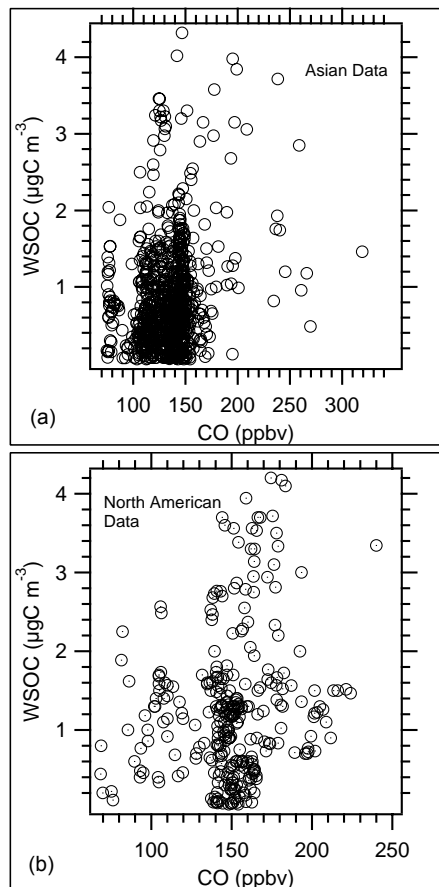 4
3
2
1
WSOC (µgC m-3)
Asian Data
100
150
200
250
300
CO (ppbv)
(a)
4
3
2
1
WSOC (µgC m-3)
North American
Data
100
150
200
250
CO (ppbv)
(b)